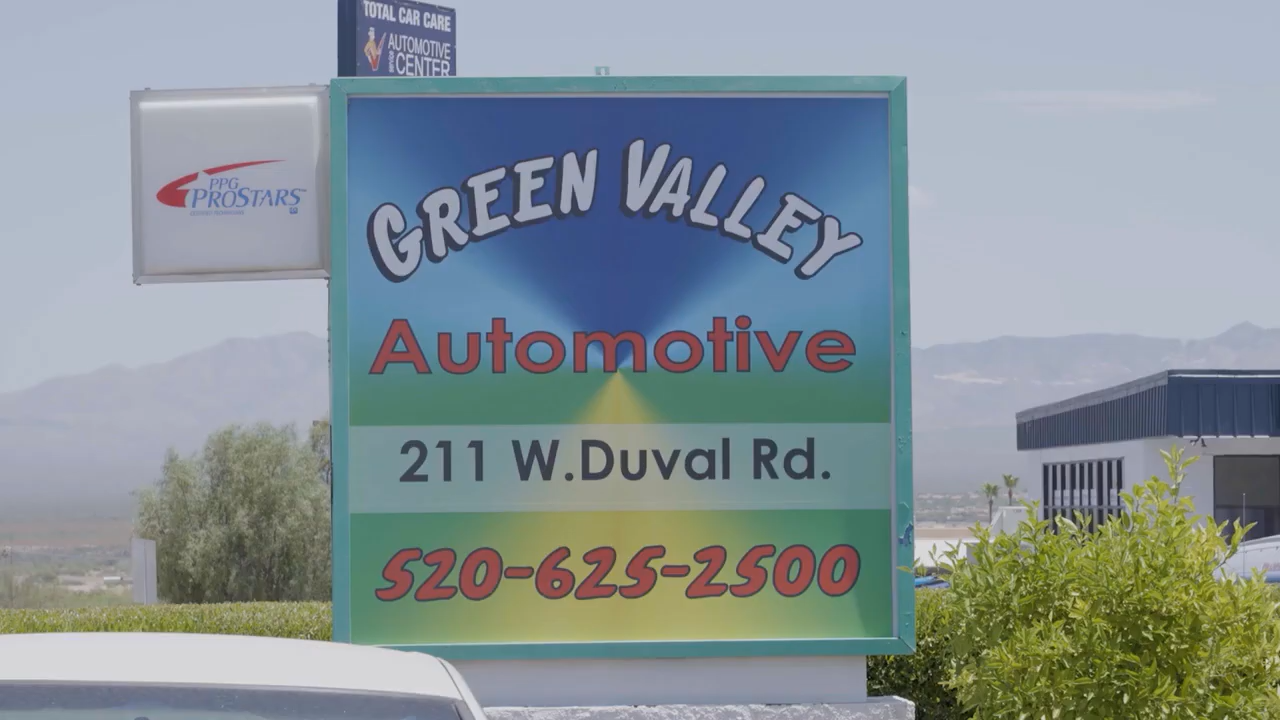 TOTAL CAR CARE
AUTOMOTIVE
CENTER
PPG
PROSTARS
GREEN VALLEY
Automotive
211 W.Duval Rd.
520-625-2500